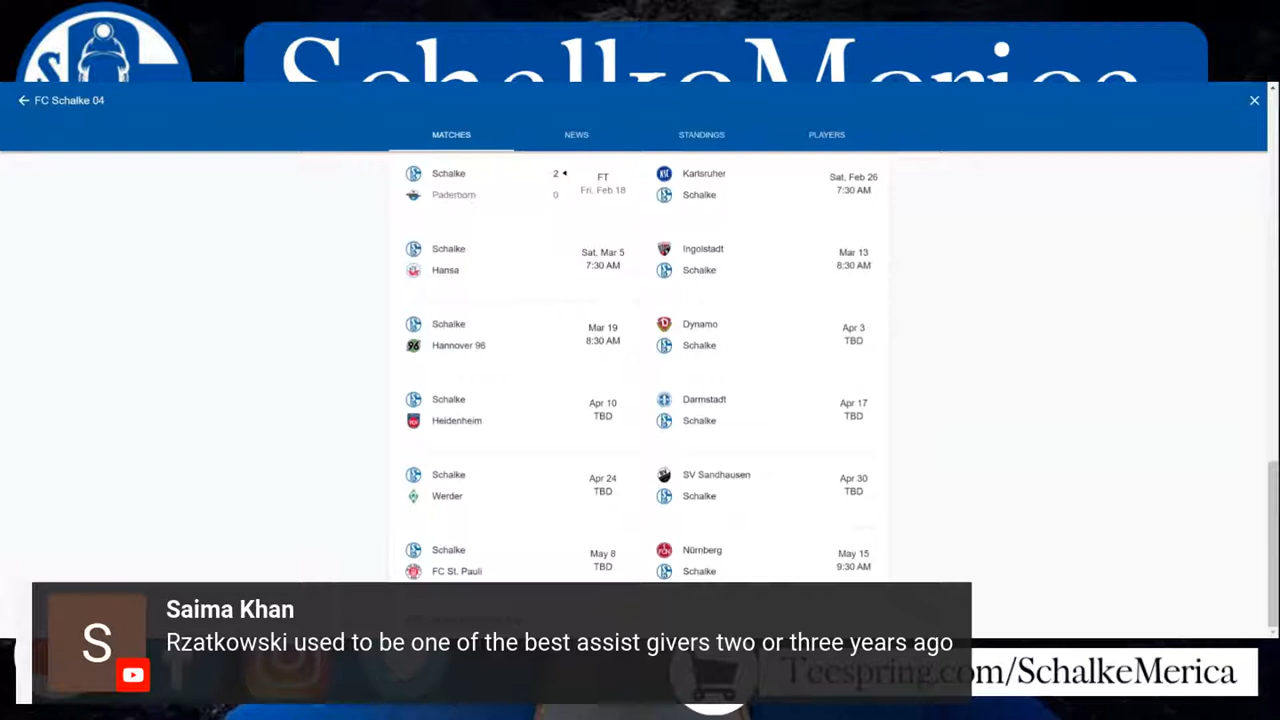 SchalkeMerica
FC Schalke 04
MATCHES NEWS STANDINGS PLAYERS
Schalke 2
Paderborn 0
FT
Fri, Feb 18
Karlsruher
Schalke
Sat, Feb 26
7:30 AM
Schalke
Hansa
Sat, Mar 5
7:30 AM
Ingolstadt
Schalke
Mar 13
8:30 AM
Schalke
Hannover 96
Mar 19
8:30 AM
Dynamo
Schalke
Apr 3
TBD
Schalke
Heidenheim
Apr 10
TBD
Darmstadt
Schalke
Apr 17
TBD
Schalke
Werder
Apr 24
TBD
SV Sandhausen
Schalke
Apr 30
TBD
Schalke
FC St. Pauli
May 8
TBD
Nürnberg
Schalke
May 15
9:30 AM
S
Saima Khan
Rzatkowski used to be one of the best assist givers two or three years ago
Teespring.com/SchalkeMerica